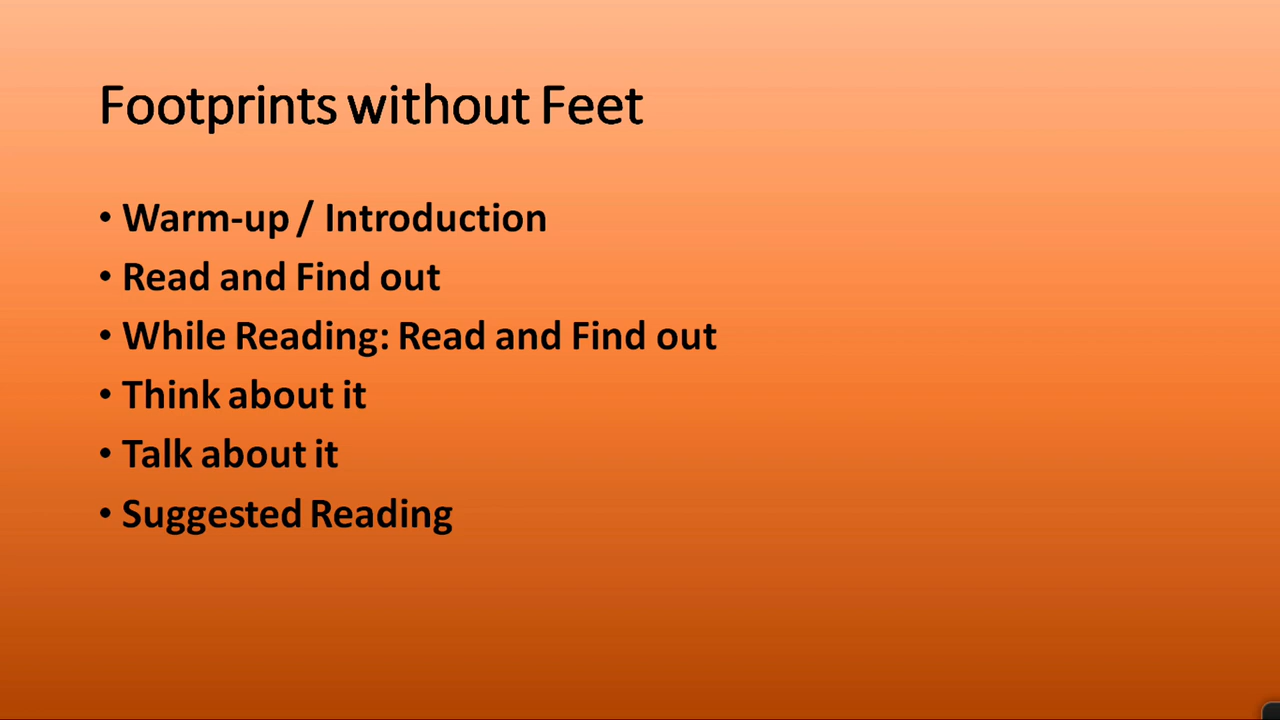 Footprints without Feet
• Warm-up / Introduction
• Read and Find out
• While Reading: Read and Find out
• Think about it
• Talk about it
• Suggested Reading